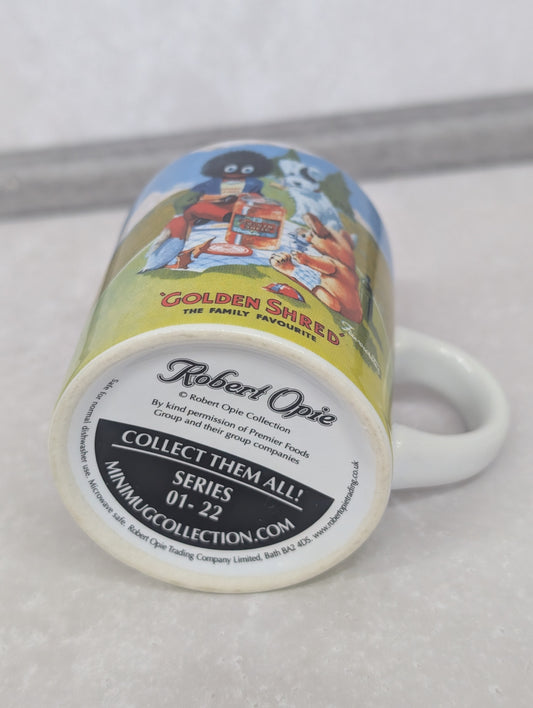 GOLDEN SHRED
'GOLDEN SHRED'
THE FAMILY FAVOURITE
Robert Opie
© Robert Opie Collection
By kind permission of Premier Foods
Group and their group companies
COLLECT THEM ALL!
SERIES
01- 22
MINIMUGCOLLECTION.COM
Safe for normal dishwasher use. Microwave safe. Robert Opie Trading Company Limited, Bath BA2 4DS. www.robertopietrading.co.uk